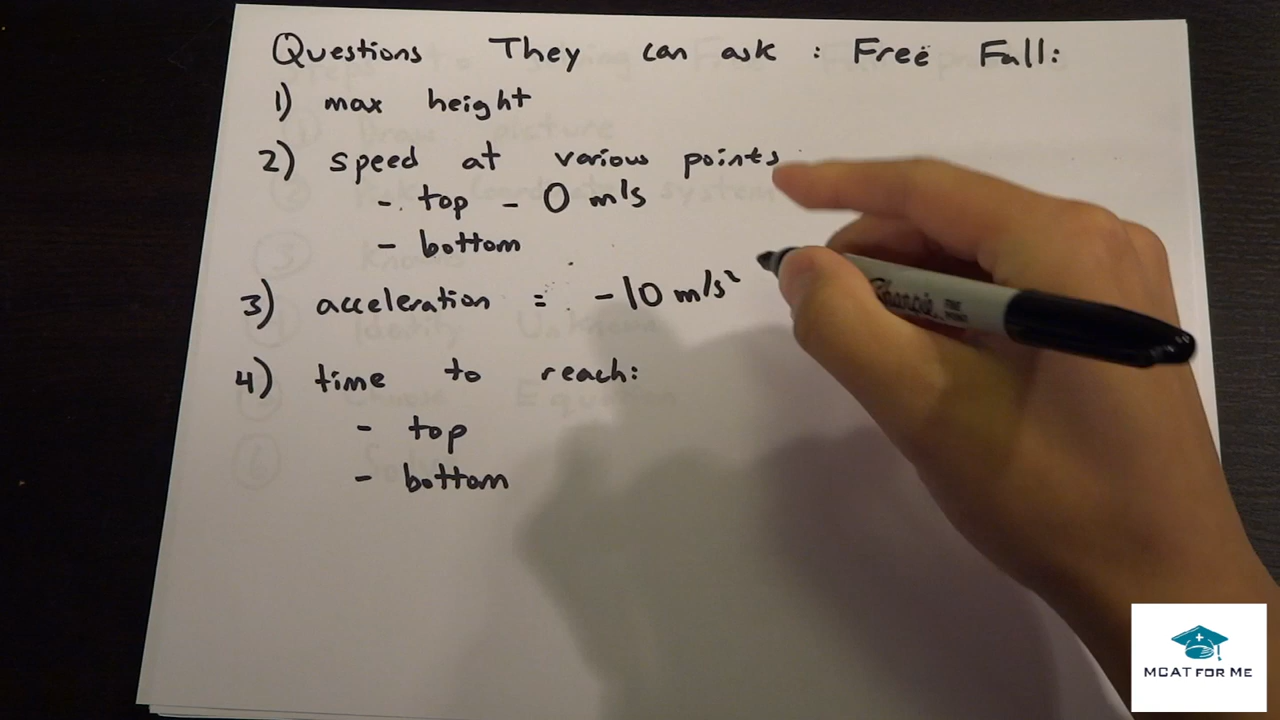 Questions They can ask : Free Fall:
1) max height
2) speed at various points
- top - 0 m/s
- bottom
3) acceleration = -10 m/s²
4) time to reach:
- top
- bottom
Sharpie
MCAT FOR ME